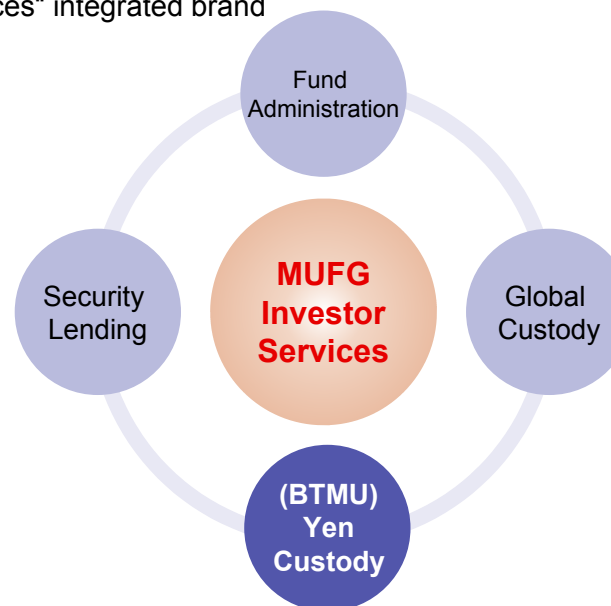 ces" integrated brand
Fund
Administration
MUFG
Investor
Services
Security
Lending
Global
Custody
(BTMU)
Yen
Custody